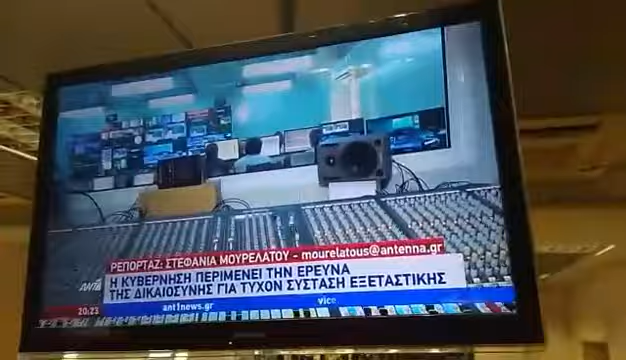 ΡΕΠΟΡΤΑΖ: ΣΤΕΦΑΝΙΑ ΜΟΥΡΕΛΑΤΟΥ - mourelatous@antenna.gr
Η ΚΥΒΕΡΝΗΣΗ ΠΕΡΙΜΕΝΕΙ ΤΗΝ ΕΡΕΥΝΑ
ΤΗΣ ΔΙΚΑΙΟΣΥΝΗΣ ΓΙΑ ΤΥΧΟΝ ΣΥΣΤΑΣΗ ΕΞΕΤΑΣΤΙΚΗΣ
20:23 ant1news.gr vice